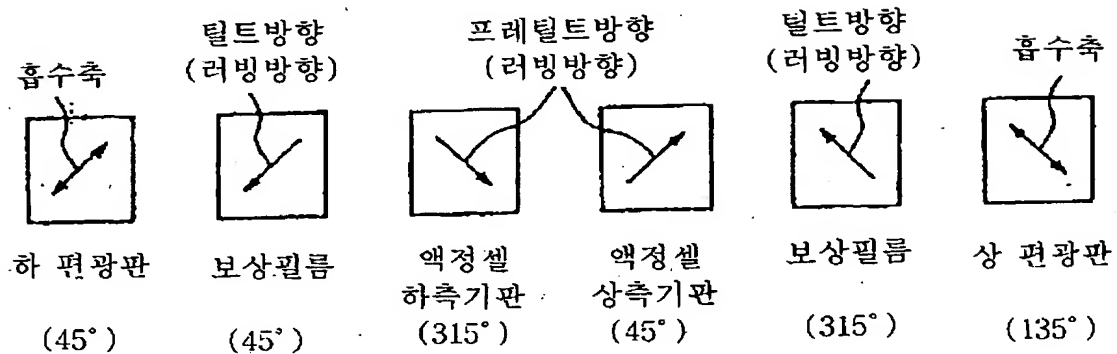 흡수축
틸트방향
(러빙방향)
프레틸트방향
(러빙방향)
틸트방향
(러빙방향)
흡수축
하 편광판
(45°)
보상필름
(45°)
액정셀
하측기판
(315°)
액정셀
상측기판
(45°)
보상필름
(315°)
상 편광판
(135°)